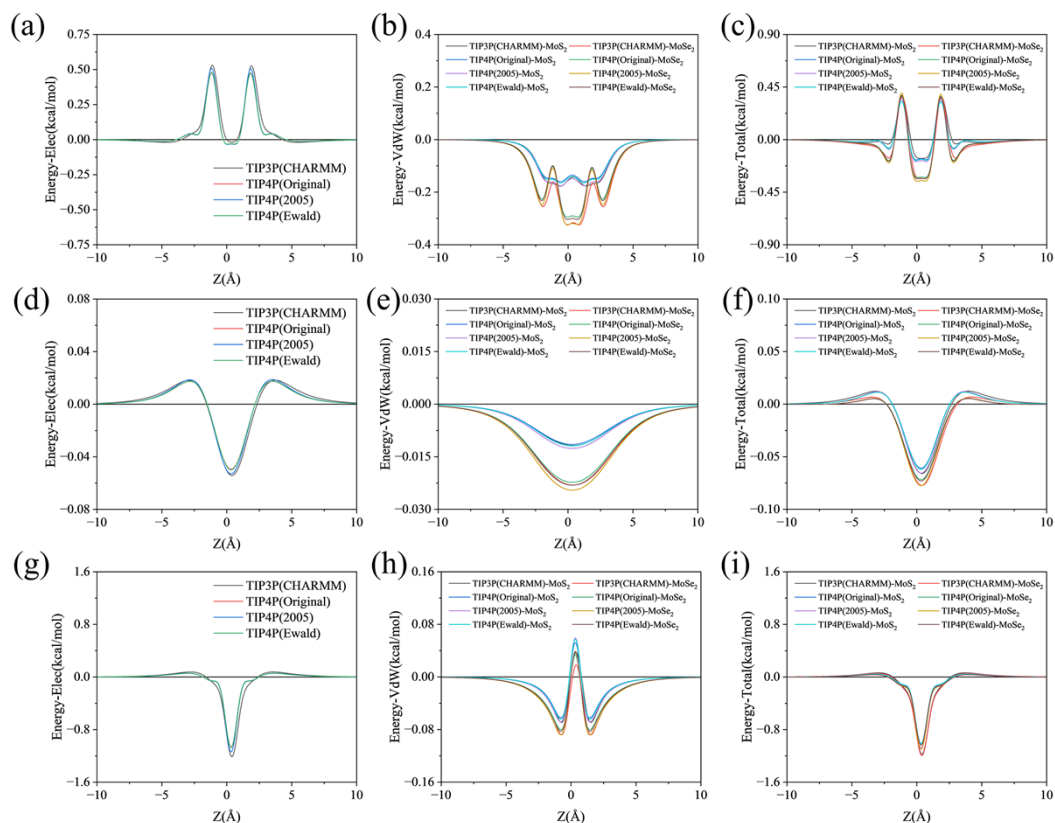 (a)
Energy-Elec(kcal/mol)
0.75
0.50
0.25
0.00
−0.25
−0.50
−0.75
TIP3P(CHARMM)
TIP4P(Original)
TIP4P(2005)
TIP4P(Ewald)
−10 −5 0 5 10
Z(Å)
(b)
Energy-VdW(kcal/mol)
0.4
0.2
0.0
−0.2
−0.4
TIP3P(CHARMM)-MoS₂ TIP3P(CHARMM)-MoSe₂
TIP4P(Original)-MoS₂ TIP4P(Original)-MoSe₂
TIP4P(2005)-MoS₂ TIP4P(2005)-MoSe₂
TIP4P(Ewald)-MoS₂ TIP4P(Ewald)-MoSe₂
−10 −5 0 5 10
Z(Å)
(c)
Energy-Total(kcal/mol)
0.90
0.45
0.00
−0.45
−0.90
TIP3P(CHARMM)-MoS₂ TIP3P(CHARMM)-MoSe₂
TIP4P(Original)-MoS₂ TIP4P(Original)-MoSe₂
TIP4P(2005)-MoS₂ TIP4P(2005)-MoSe₂
TIP4P(Ewald)-MoS₂ TIP4P(Ewald)-MoSe₂
−10 −5 0 5 10
Z(Å)
(d)
Energy-Elec(kcal/mol)
0.08
0.04
0.00
−0.04
−0.08
TIP3P(CHARMM)
TIP4P(Original)
TIP4P(2005)
TIP4P(Ewald)
−10 −5 0 5 10
Z(Å)
(e)
Energy-VdW(kcal/mol)
0.030
0.015
0.000
−0.015
−0.030
TIP3P(CHARMM)-MoS₂ TIP3P(CHARMM)-MoSe₂
TIP4P(Original)-MoS₂ TIP4P(Original)-MoSe₂
TIP4P(2005)-MoS₂ TIP4P(2005)-MoSe₂
TIP4P(Ewald)-MoS₂ TIP4P(Ewald)-MoSe₂
−10 −5 0 5 10
Z(Å)
(f)
Energy-Total(kcal/mol)
0.10
0.05
0.00
−0.05
−0.10
TIP3P(CHARMM)-MoS₂ TIP3P(CHARMM)-MoSe₂
TIP4P(Original)-MoS₂ TIP4P(Original)-MoSe₂
TIP4P(2005)-MoS₂ TIP4P(2005)-MoSe₂
TIP4P(Ewald)-MoS₂ TIP4P(Ewald)-MoSe₂
−10 −5 0 5 10
Z(Å)
(g)
Energy-Elec(kcal/mol)
1.6
0.8
0.0
−0.8
−1.6
TIP3P(CHARMM)
TIP4P(Original)
TIP4P(2005)
TIP4P(Ewald)
−10 −5 0 5 10
Z(Å)
(h)
Energy-VdW(kcal/mol)
0.16
0.08
0.00
−0.08
−0.16
TIP3P(CHARMM)-MoS₂ TIP3P(CHARMM)-MoSe₂
TIP4P(Original)-MoS₂ TIP4P(Original)-MoSe₂
TIP4P(2005)-MoS₂ TIP4P(2005)-MoSe₂
TIP4P(Ewald)-MoS₂ TIP4P(Ewald)-MoSe₂
−10 −5 0 5 10
Z(Å)
(i)
Energy-Total(kcal/mol)
1.6
0.8
0.0
−0.8
−1.6
TIP3P(CHARMM)-MoS₂ TIP3P(CHARMM)-MoSe₂
TIP4P(Original)-MoS₂ TIP4P(Original)-MoSe₂
TIP4P(2005)-MoS₂ TIP4P(2005)-MoSe₂
TIP4P(Ewald)-MoS₂ TIP4P(Ewald)-MoSe₂
−10 −5 0 5 10
Z(Å)